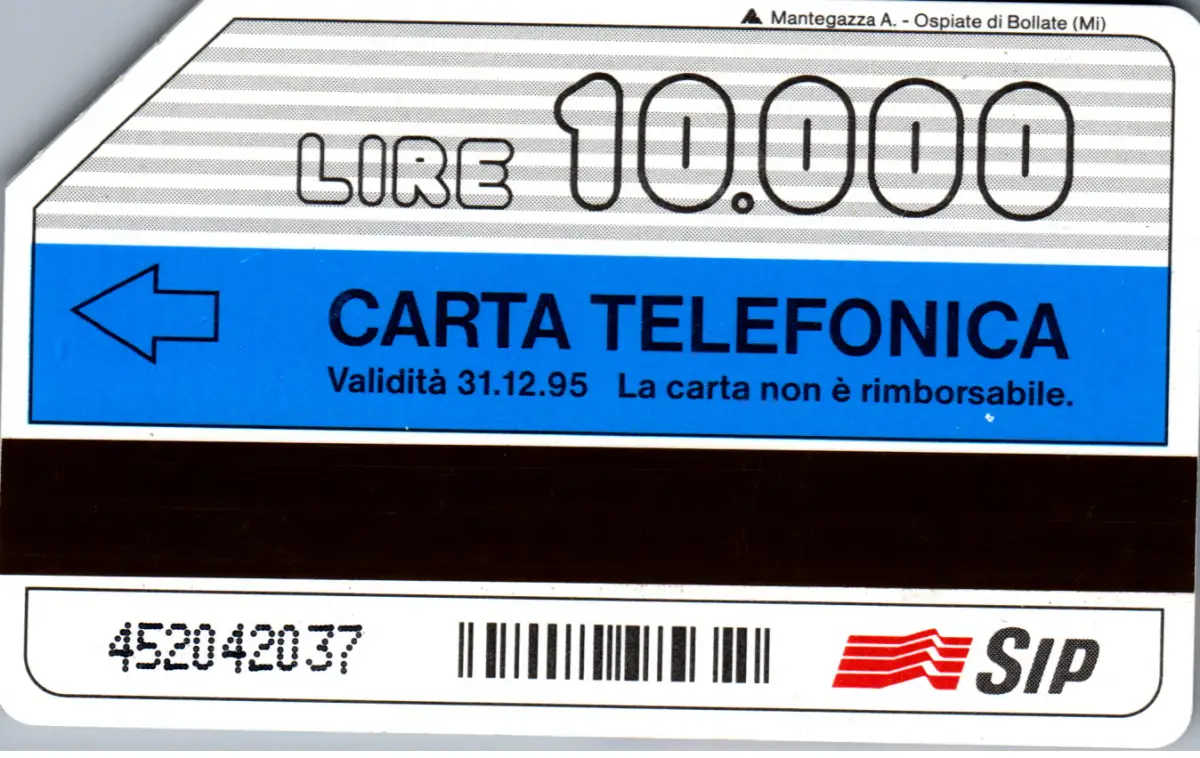 Mantegazza A. - Ospiate di Bollate (Mi)
LIRE 10.000
CARTA TELEFONICA
Validità 31.12.95 La carta non è rimborsabile.
452042037
SIP